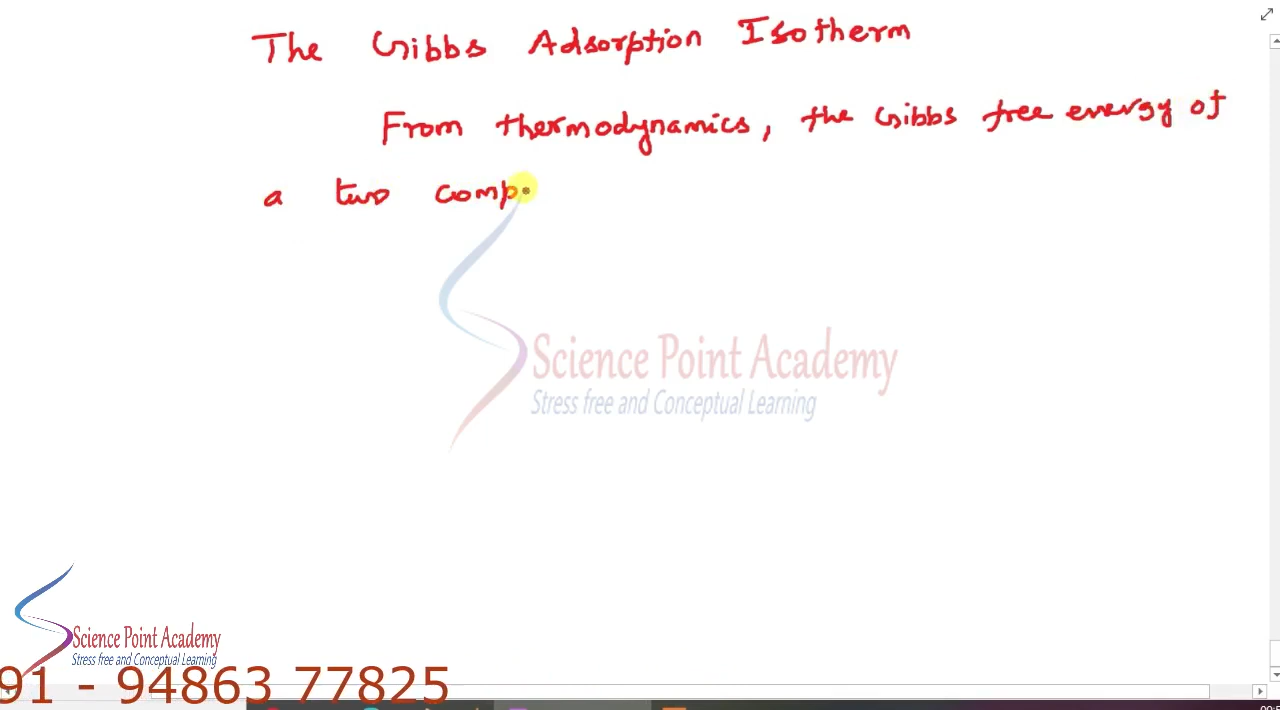 The Gibbs Adsorption Isotherm
From thermodynamics, the Gibbs free energy of
a two comp
Science Point Academy
Stress free and Conceptual Learning
Science Point Academy
Stress free and Conceptual Learning
91 - 94863 77825